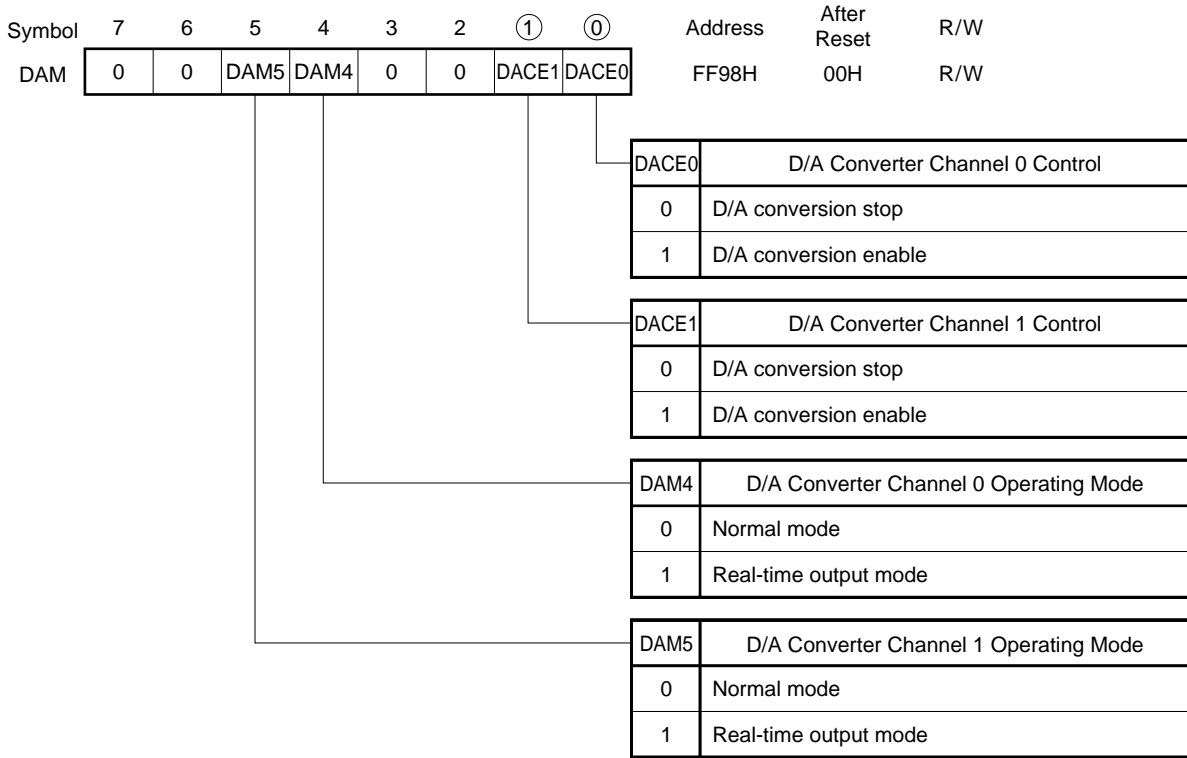 Symbol 7 6 5 4 3 2 ① ⓪ Address After Reset R/W
DAM 0 0 DAM5 DAM4 0 0 DACE1 DACE0 FF98H 00H R/W
DACE0 D/A Converter Channel 0 Control
0 D/A conversion stop
1 D/A conversion enable
DACE1 D/A Converter Channel 1 Control
0 D/A conversion stop
1 D/A conversion enable
DAM4 D/A Converter Channel 0 Operating Mode
0 Normal mode
1 Real-time output mode
DAM5 D/A Converter Channel 1 Operating Mode
0 Normal mode
1 Real-time output mode